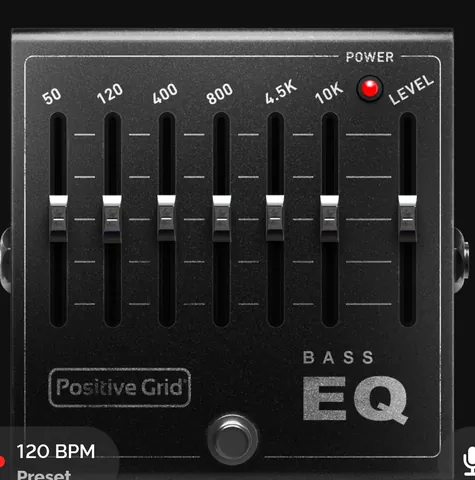 POWER
50 120 400 800 4.5K 10K LEVEL
BASS
EQ
Positive Grid
120 BPM
Preset